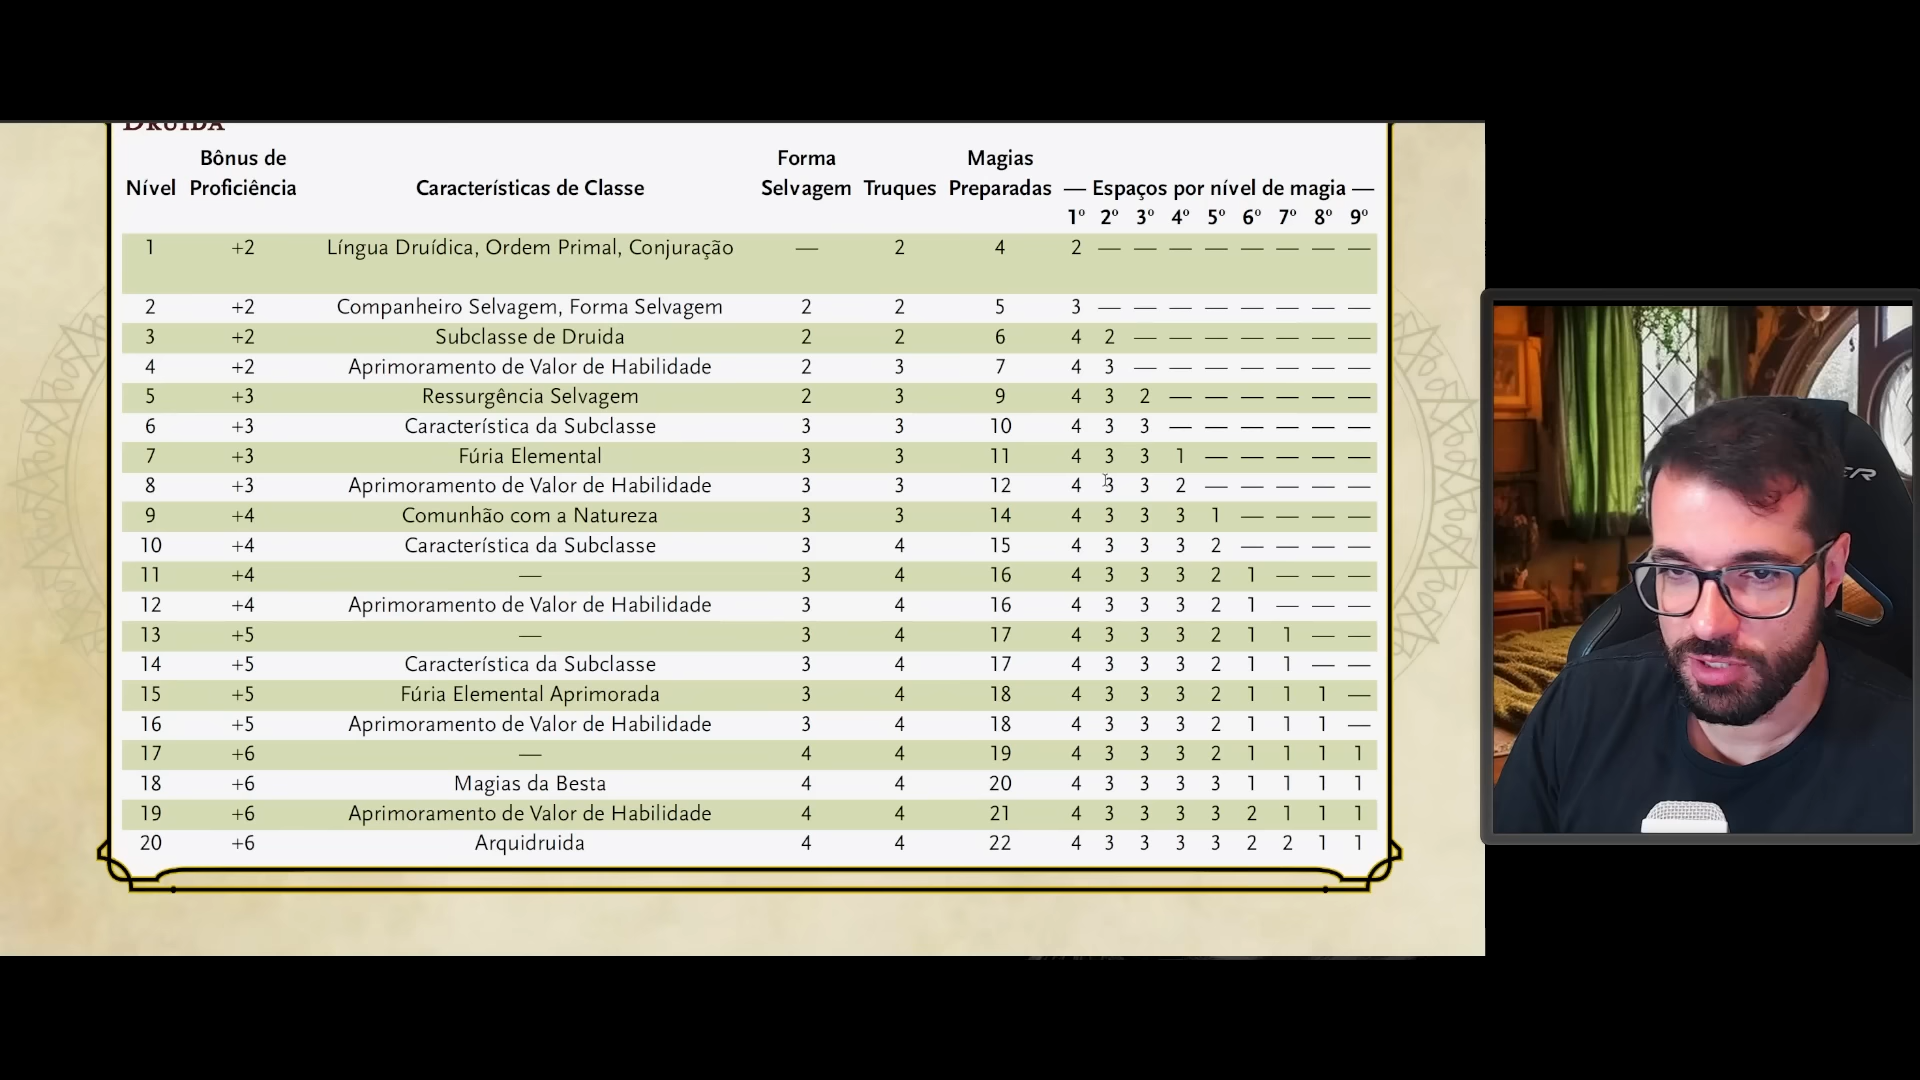 DRUIDA
Bônus de Forma Magias
Nível Proficiência Características de Classe Selvagem Truques Preparadas — Espaços por nível de magia —
1º 2º 3º 4º 5º 6º 7º 8º 9º
1 +2 Língua Druídica, Ordem Primal, Conjuração — 2 4 2 — — — — — — — —
2 +2 Companheiro Selvagem, Forma Selvagem 2 2 5 3 — — — — — — — —
3 +2 Subclasse de Druida 2 2 6 4 2 — — — — — — —
4 +2 Aprimoramento de Valor de Habilidade 2 3 7 4 3 — — — — — — —
5 +3 Ressurgência Selvagem 2 3 9 4 3 2 — — — — — —
6 +3 Característica da Subclasse 3 3 10 4 3 3 — — — — — —
7 +3 Fúria Elemental 3 3 11 4 3 3 1 — — — — —
8 +3 Aprimoramento de Valor de Habilidade 3 3 12 4 3 3 2 — — — — —
9 +4 Comunhão com a Natureza 3 3 14 4 3 3 3 1 — — — —
10 +4 Característica da Subclasse 3 4 15 4 3 3 3 2 — — — —
11 +4 — 3 4 16 4 3 3 3 2 1 — — —
12 +4 Aprimoramento de Valor de Habilidade 3 4 16 4 3 3 3 2 1 — — —
13 +5 — 3 4 17 4 3 3 3 2 1 1 — —
14 +5 Característica da Subclasse 3 4 17 4 3 3 3 2 1 1 — —
15 +5 Fúria Elemental Aprimorada 3 4 18 4 3 3 3 2 1 1 1 —
16 +5 Aprimoramento de Valor de Habilidade 3 4 18 4 3 3 3 2 1 1 1 —
17 +6 — 4 4 19 4 3 3 3 2 1 1 1 1
18 +6 Magias da Besta 4 4 20 4 3 3 3 3 1 1 1 1
19 +6 Aprimoramento de Valor de Habilidade 4 4 21 4 3 3 3 3 2 1 1 1
20 +6 Arquidruida 4 4 22 4 3 3 3 3 2 2 1 1